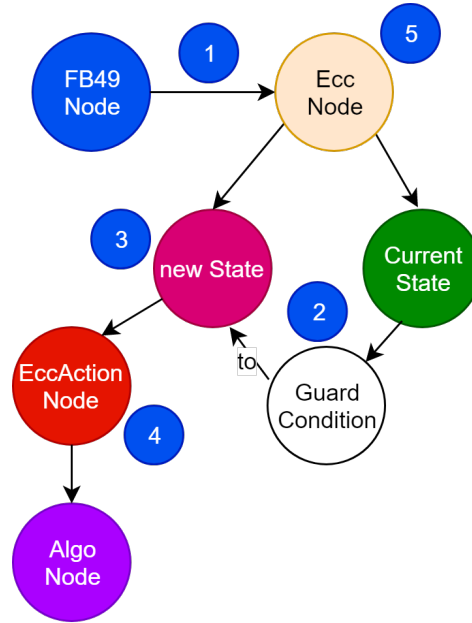 1
5
FB49
Node
Ecc
Node
3
new State
Current
State
2
to
EccAction
Node
Guard
Condition
4
Algo
Node